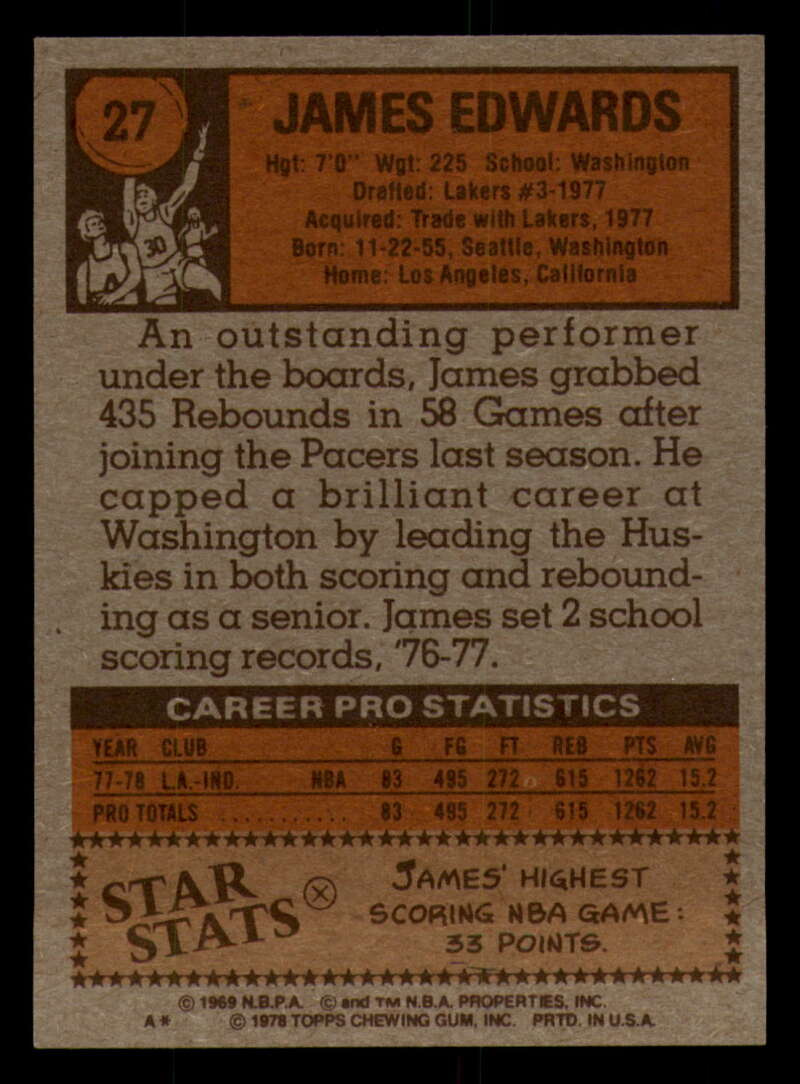 27
JAMES EDWARDS
Hgt: 7'0" Wgt: 225 School: Washington
Drafted: Lakers #3-1977
Acquired: Trade with Lakers, 1977
Born: 11-22-55, Seattle, Washington
Home: Los Angeles, California
30
An outstanding performer
under the boards, James grabbed
435 Rebounds in 58 Games after
joining the Pacers last season. He
capped a brilliant career at
Washington by leading the Hus-
kies in both scoring and rebound-
ing as a senior. James set 2 school
scoring records, '76-77.
CAREER PRO STATISTICS
YEAR CLUB G FG FT REB PTS AVG
77-78 L.A.-IND. NBA 83 495 272 615 1262 15.2
PRO TOTALS ........... 83 495 272 615 1262 15.2
STAR
STATS
JAMES' HIGHEST
SCORING NBA GAME:
33 POINTS.
© 1969 N.B.P.A. © and TM N.B.A. PROPERTIES, INC.
A* © 1978 TOPPS CHEWING GUM, INC. PRTD. IN U.S.A.